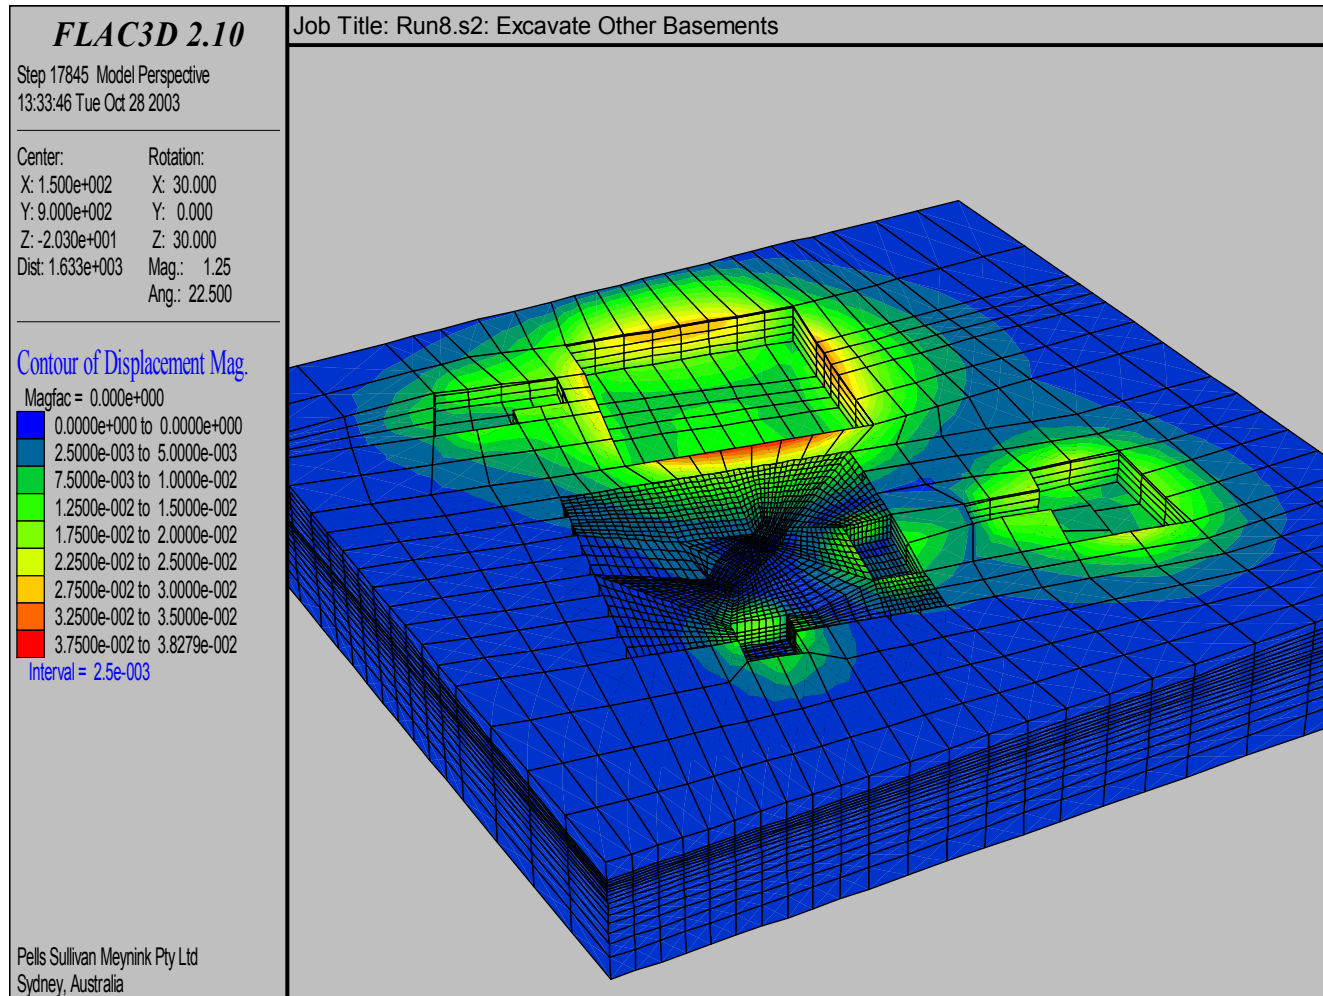 FLAC3D 2.10
Job Title: Run8.s2: Excavate Other Basements
Step 17845 Model Perspective
13:33:46 Tue Oct 28 2003
Center: Rotation:
X: 1.500e+002 X: 30.000
Y: 9.000e+002 Y: 0.000
Z: -2.030e+001 Z: 30.000
Dist: 1.633e+003 Mag.: 1.25
Ang.: 22.500
Contour of Displacement Mag.
Magfac = 0.000e+000
0.0000e+000 to 0.0000e+000
2.5000e-003 to 5.0000e-003
7.5000e-003 to 1.0000e-002
1.2500e-002 to 1.5000e-002
1.7500e-002 to 2.0000e-002
2.2500e-002 to 2.5000e-002
2.7500e-002 to 3.0000e-002
3.2500e-002 to 3.5000e-002
3.7500e-002 to 3.8279e-002
Interval = 2.5e-003
Pells Sullivan Meynink Pty Ltd
Sydney, Australia